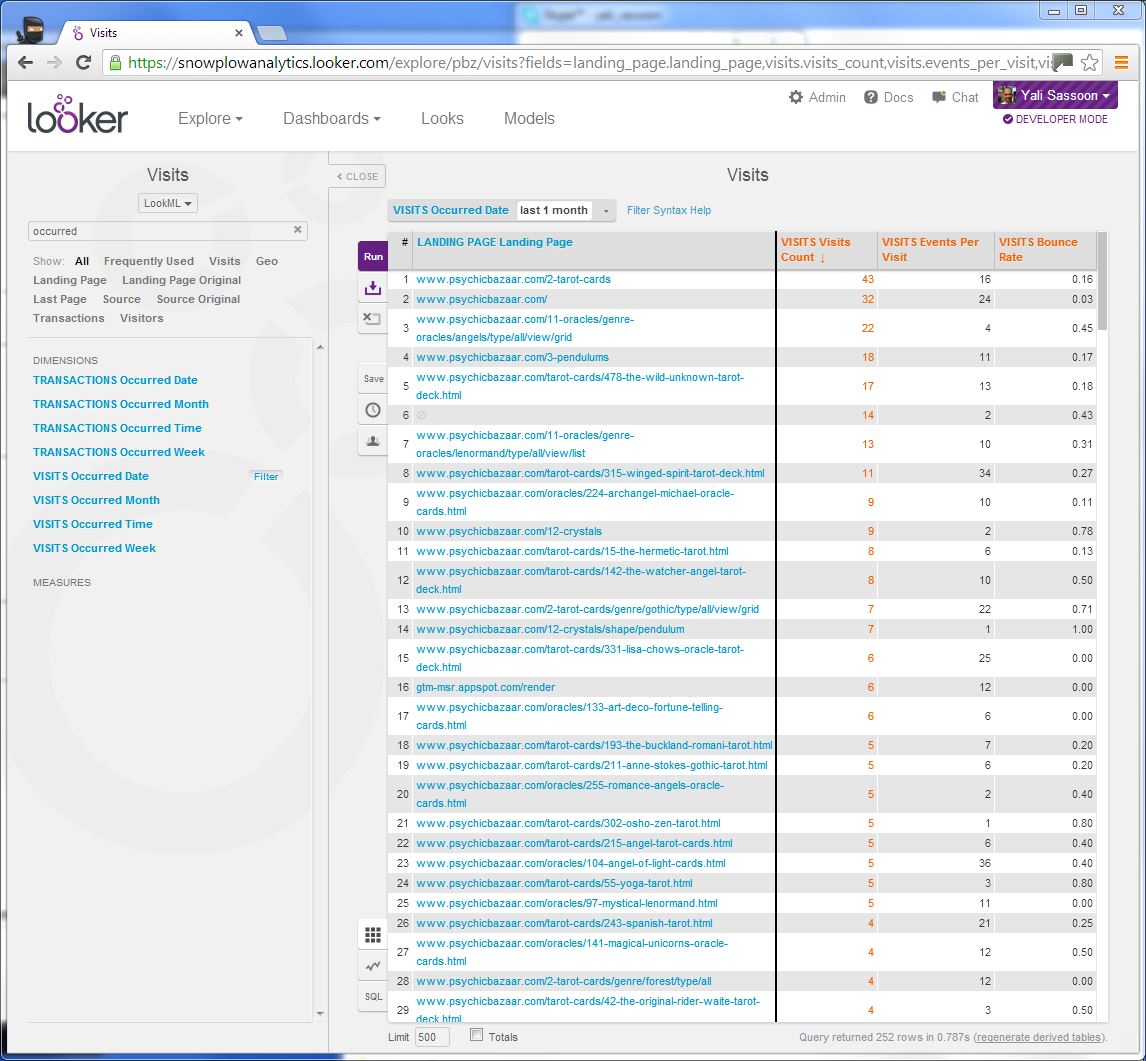 Visits
https://snowplowanalytics.looker.com/explore/pbz/visits?fields=landing_page.landing_page,visits.visits_count,visits.events_per_visit,vis
looker
Explore
Dashboards
Looks
Models
Admin
Docs
Chat
Yali Sassoon
DEVELOPER MODE
Visits
LookML
occurred
Show: All Frequently Used Visits Geo
Landing Page Landing Page Original
Last Page Source Source Original
Transactions Visitors
DIMENSIONS
TRANSACTIONS Occurred Date
TRANSACTIONS Occurred Month
TRANSACTIONS Occurred Time
TRANSACTIONS Occurred Week
VISITS Occurred Date Filter
VISITS Occurred Month
VISITS Occurred Time
VISITS Occurred Week
MEASURES
< CLOSE
Visits
VISITS Occurred Date last 1 month Filter Syntax Help
Run
Save
SQL
# LANDING PAGE Landing Page VISITS Visits Count ↓ VISITS Events Per Visit VISITS Bounce Rate
1 www.psychicbazaar.com/2-tarot-cards 43 16 0.16
2 www.psychicbazaar.com/ 32 24 0.03
3 www.psychicbazaar.com/11-oracles/genre-
oracles/angels/type/all/view/grid 22 4 0.45
4 www.psychicbazaar.com/3-pendulums 18 11 0.17
5 www.psychicbazaar.com/tarot-cards/478-the-wild-unknown-tarot-
deck.html 17 13 0.18
6 ∅ 14 2 0.43
7 www.psychicbazaar.com/11-oracles/genre-
oracles/lenormand/type/all/view/list 13 10 0.31
8 www.psychicbazaar.com/tarot-cards/315-winged-spirit-tarot-deck.html 11 34 0.27
9 www.psychicbazaar.com/oracles/224-archangel-michael-oracle-
cards.html 9 10 0.11
10 www.psychicbazaar.com/12-crystals 9 2 0.78
11 www.psychicbazaar.com/tarot-cards/15-the-hermetic-tarot.html 8 6 0.13
12 www.psychicbazaar.com/tarot-cards/142-the-watcher-angel-tarot-
deck.html 8 10 0.50
13 www.psychicbazaar.com/2-tarot-cards/genre/gothic/type/all/view/grid 7 22 0.71
14 www.psychicbazaar.com/12-crystals/shape/pendulum 7 1 1.00
15 www.psychicbazaar.com/tarot-cards/331-lisa-chows-oracle-tarot-
deck.html 6 25 0.00
16 gtm-msr.appspot.com/render 6 12 0.00
17 www.psychicbazaar.com/oracles/133-art-deco-fortune-telling-
cards.html 6 6 0.00
18 www.psychicbazaar.com/tarot-cards/193-the-buckland-romani-tarot.html 5 7 0.20
19 www.psychicbazaar.com/tarot-cards/211-anne-stokes-gothic-tarot.html 5 6 0.20
20 www.psychicbazaar.com/oracles/255-romance-angels-oracle-
cards.html 5 2 0.40
21 www.psychicbazaar.com/tarot-cards/302-osho-zen-tarot.html 5 1 0.80
22 www.psychicbazaar.com/tarot-cards/215-angel-tarot-cards.html 5 6 0.40
23 www.psychicbazaar.com/oracles/104-angel-of-light-cards.html 5 36 0.40
24 www.psychicbazaar.com/tarot-cards/55-yoga-tarot.html 5 3 0.80
25 www.psychicbazaar.com/oracles/97-mystical-lenormand.html 5 11 0.00
26 www.psychicbazaar.com/tarot-cards/243-spanish-tarot.html 4 21 0.25
27 www.psychicbazaar.com/oracles/141-magical-unicorns-oracle-
cards.html 4 12 0.50
28 www.psychicbazaar.com/2-tarot-cards/genre/forest/type/all 4 12 0.00
29 www.psychicbazaar.com/tarot-cards/42-the-original-rider-waite-tarot-
deck.html 4 3 0.50
Limit 500 Totals
Query returned 252 rows in 0.787s (regenerate derived tables).